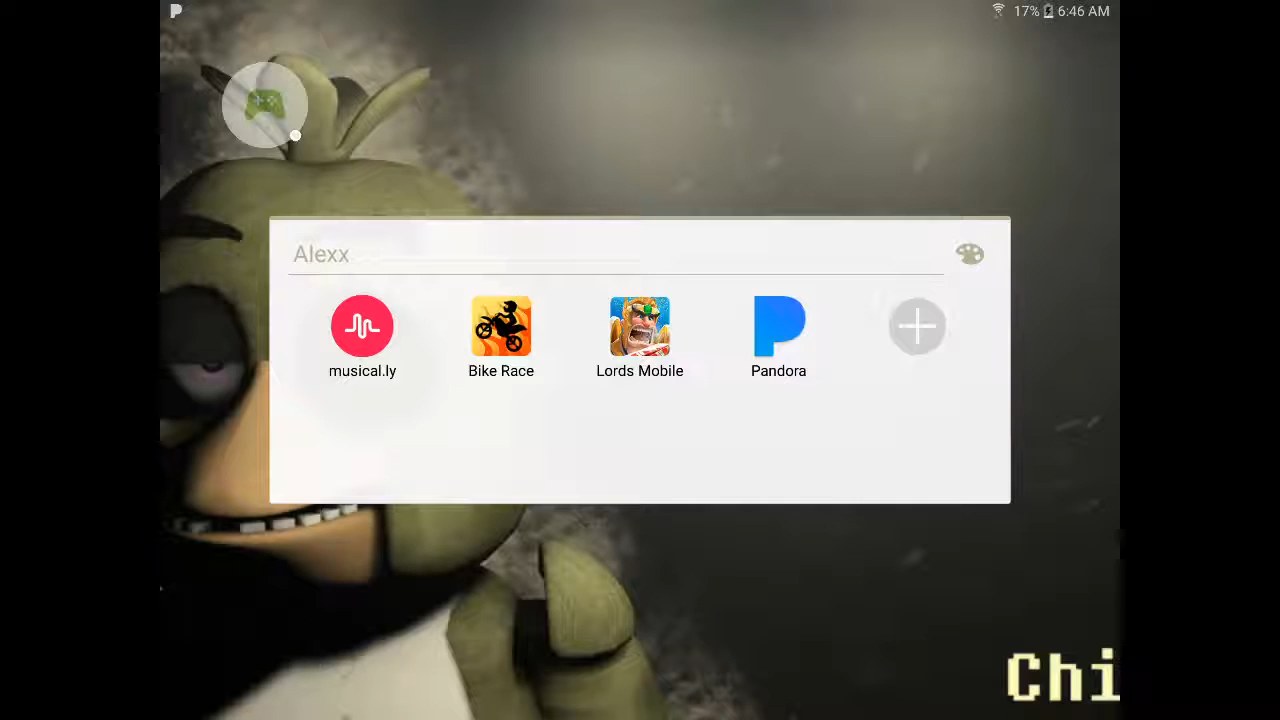 17% 6:46 AM
Alexx
musical.ly
Bike Race
Lords Mobile
Pandora
Chi